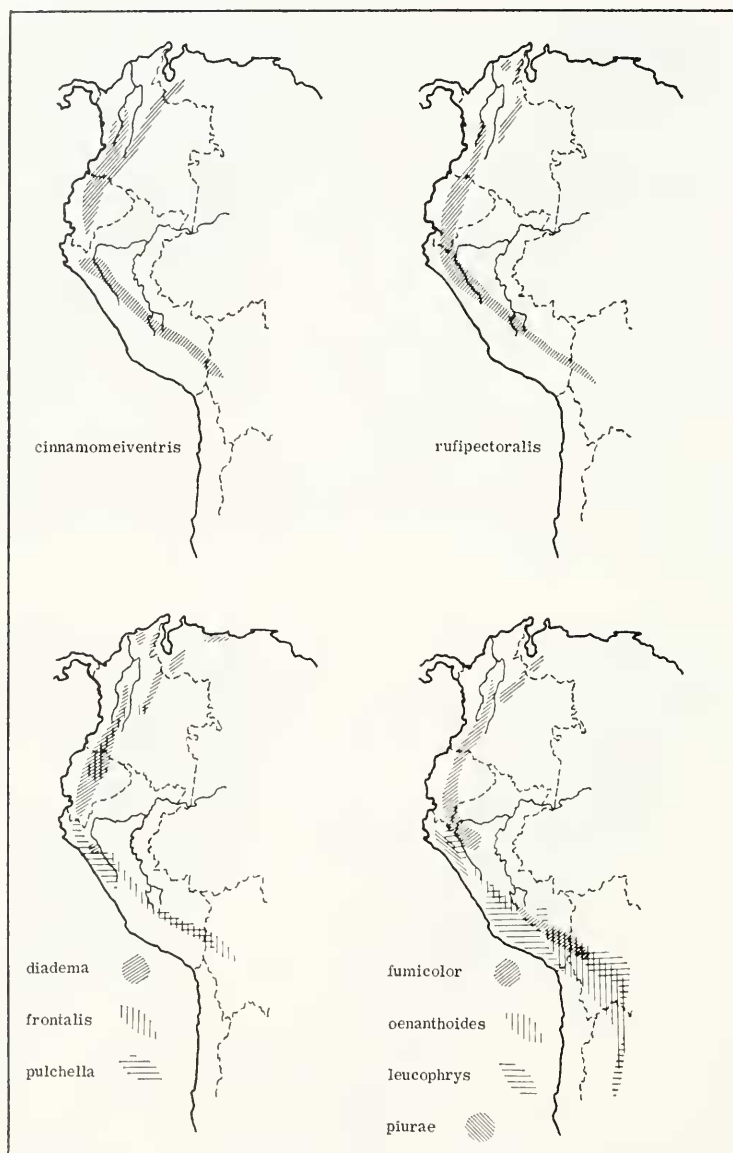 cinnamomeiventris
rufipectoralis
diadema
frontalis
pulchella
fumicolor
oenanthoides
leucophrys
piurae